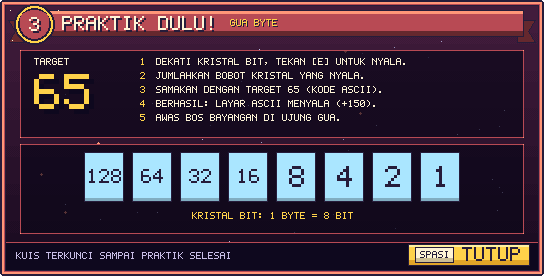 3 PRAKTIK DULU! GUA BYTE
TARGET
65
1 DEKATI KRISTAL BIT, TEKAN [E] UNTUK NYALA.
2 JUMLAHKAN BOBOT KRISTAL YANG NYALA.
3 SAMAKAN DENGAN TARGET 65 (KODE ASCII).
4 BERHASIL: LAYAR ASCII MENYALA (+150).
5 AWAS BOS BAYANGAN DI UJUNG GUA.
128 64 32 16 8 4 2 1
KRISTAL BIT: 1 BYTE = 8 BIT
KUIS TERKUNCI SAMPAI PRAKTIK SELESAI
SPASI TUTUP